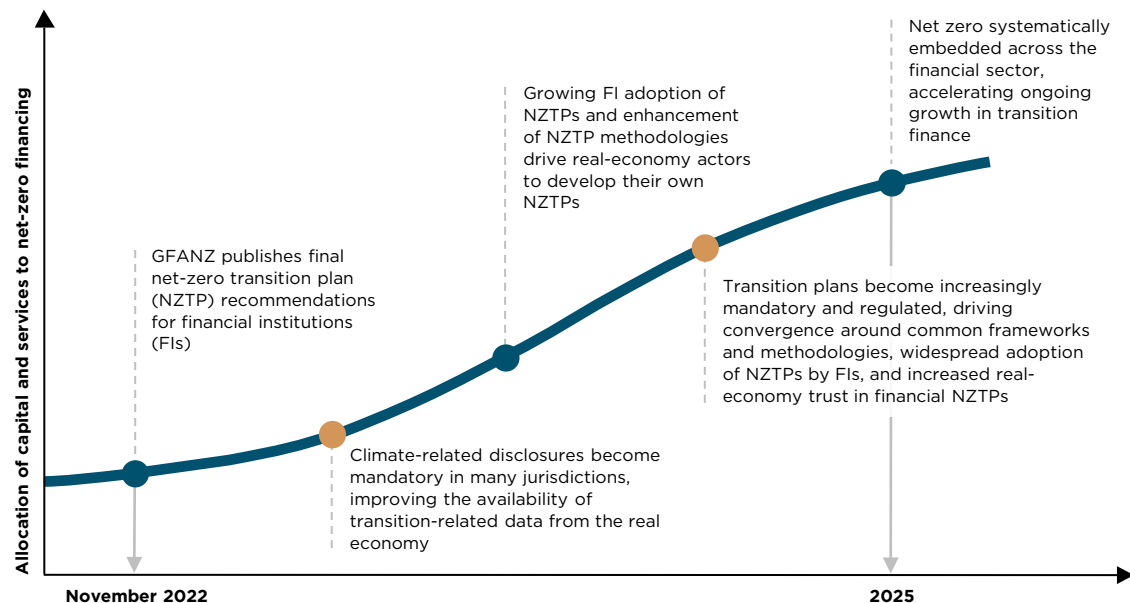 Allocation of capital and services to net-zero financing
GFANZ publishes final
net-zero transition plan
(NZTP) recommendations
for financial institutions
(FIs)
Climate-related disclosures become
mandatory in many jurisdictions,
improving the availability of
transition-related data from the real
economy
Growing FI adoption of
NZTPs and enhancement
of NZTP methodologies
drive real-economy actors
to develop their own
NZTPs
Transition plans become increasingly
mandatory and regulated, driving
convergence around common frameworks
and methodologies, widespread adoption
of NZTPs by FIs, and increased real-
economy trust in financial NZTPs
Net zero systematically
embedded across the
financial sector,
accelerating ongoing
growth in transition
finance
November 2022
2025